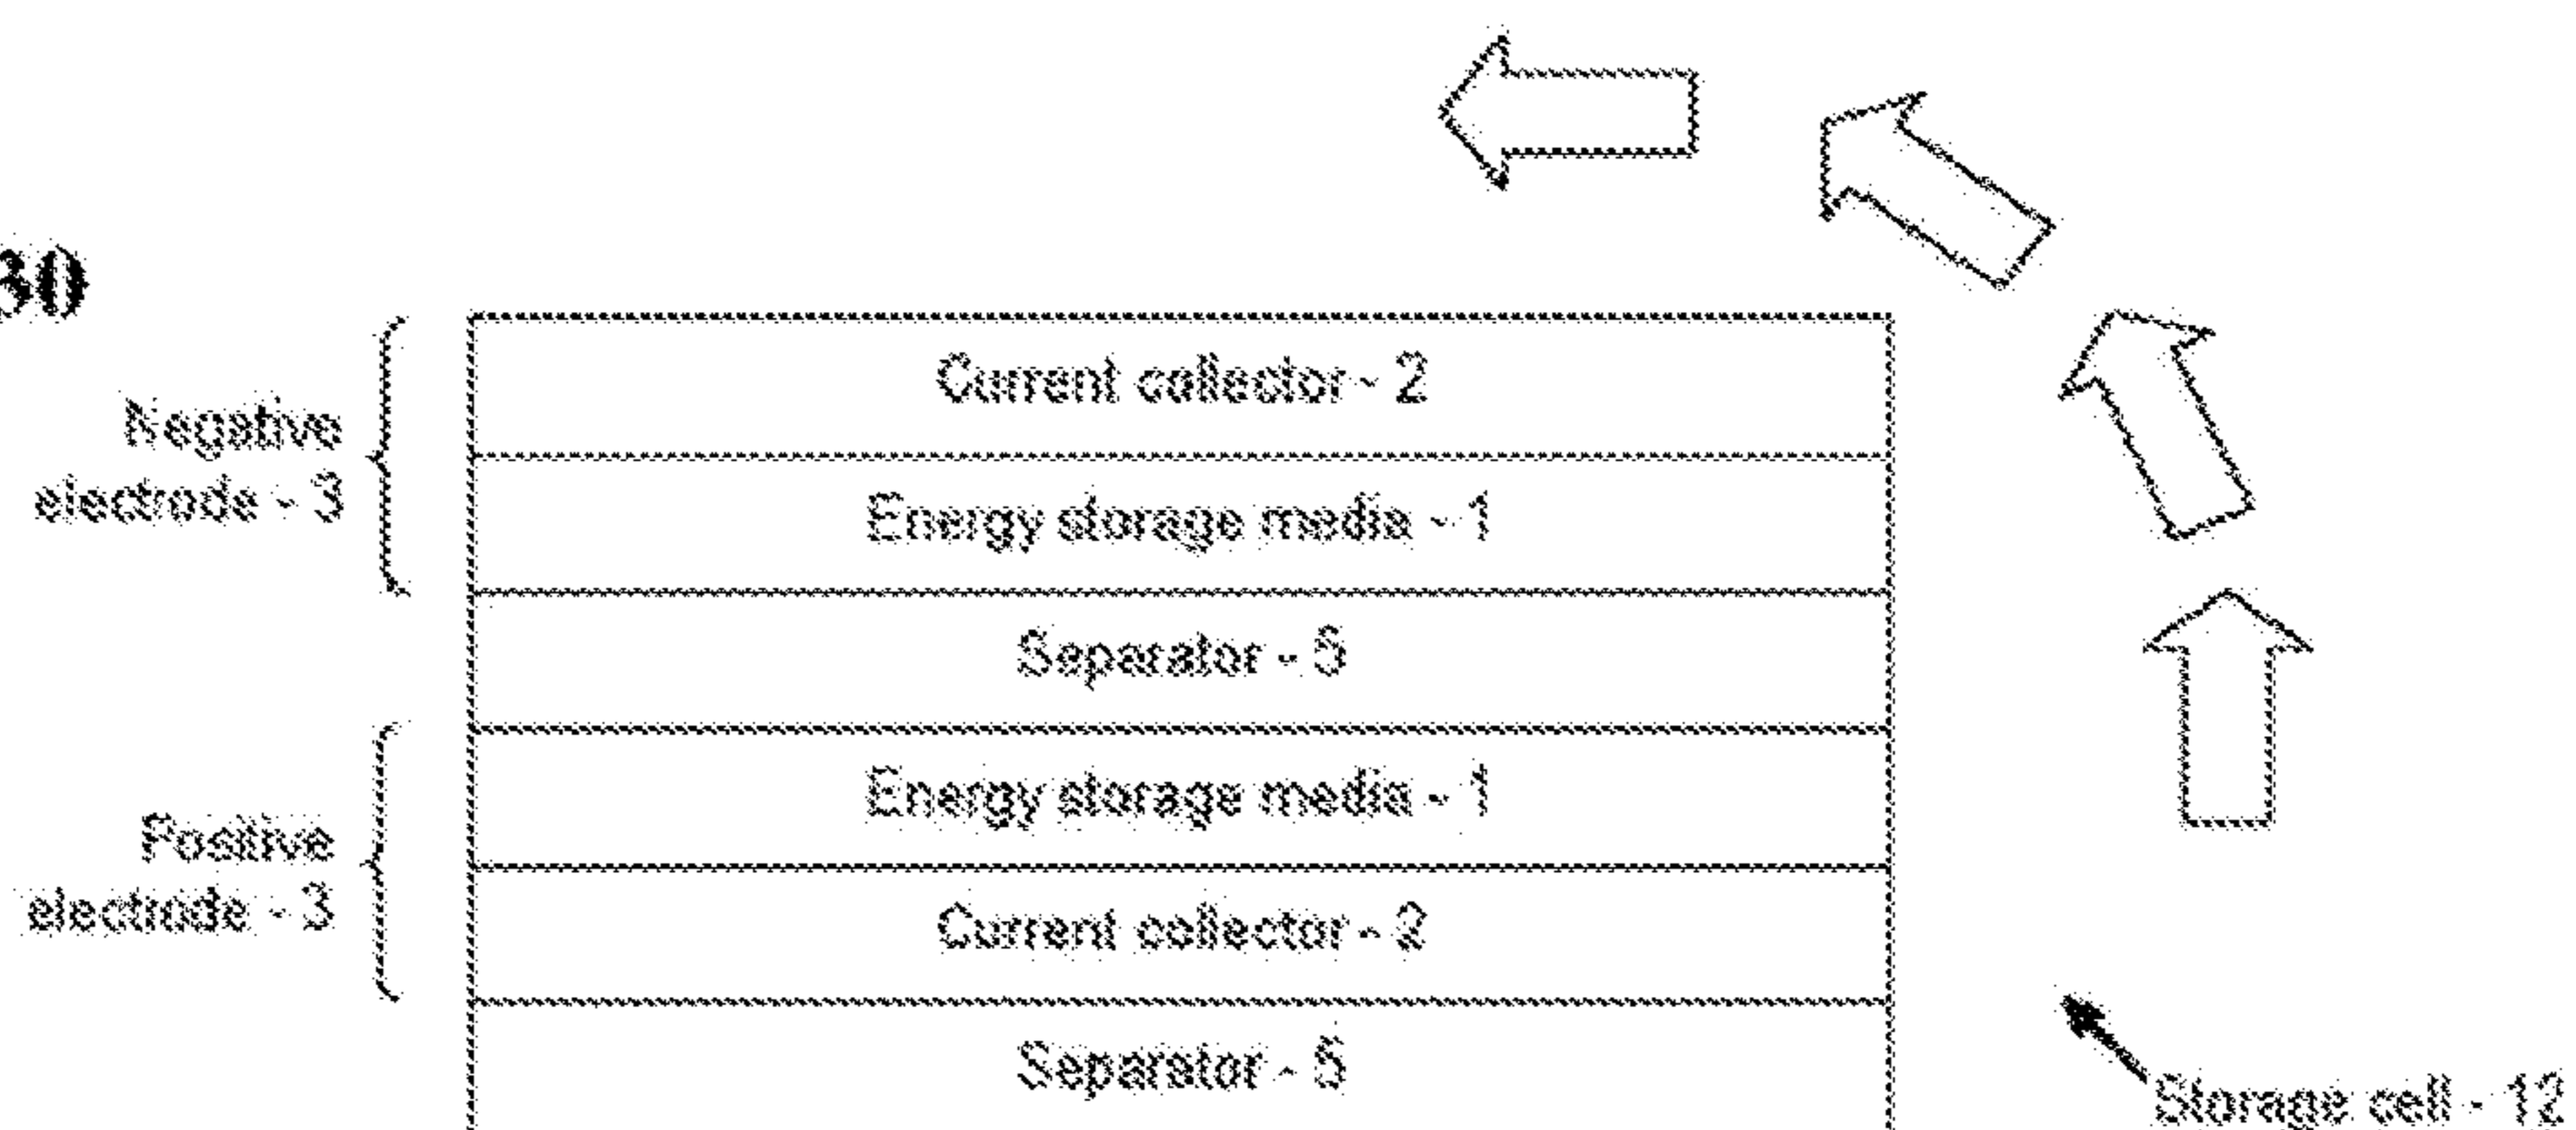 30
Current collector - 2
Negative
electrode - 3
Energy storage media - 1
Separator - 5
Energy storage media - 1
Positive
electrode - 3
Current collector - 2
Separator - 5
Storage cell - 12